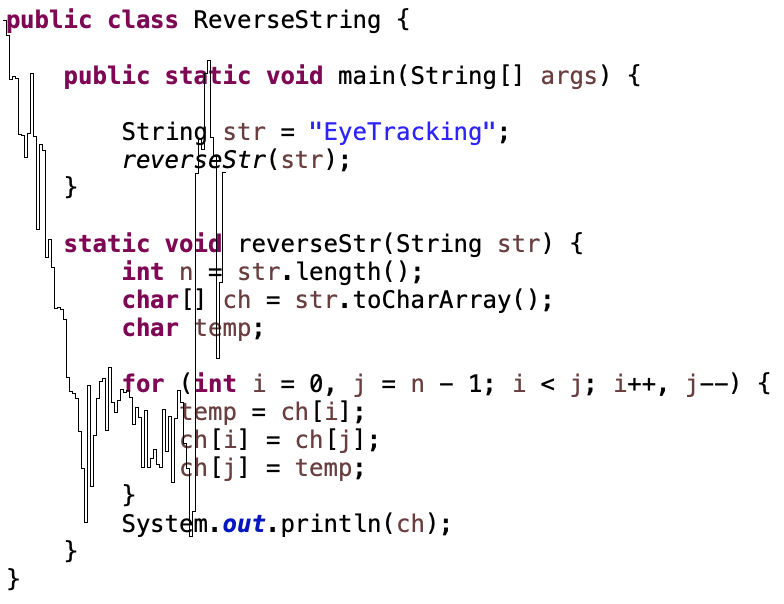 public class ReverseString {
public static void main(String[] args) {
String str = "EyeTracking";
reverseStr(str);
}
static void reverseStr(String str) {
int n = str.length();
char[] ch = str.toCharArray();
char temp;
for (int i = 0, j = n - 1; i < j; i++, j--) {
temp = ch[i];
ch[i] = ch[j];
ch[j] = temp;
}
System.out.println(ch);
}
}